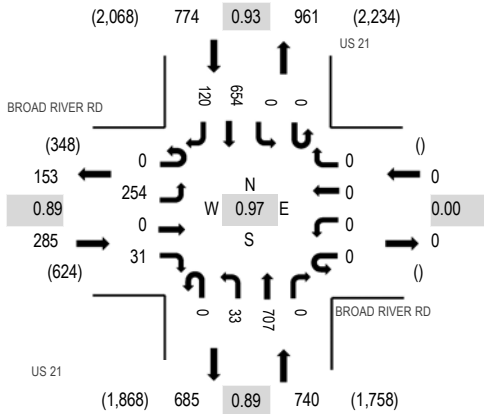 (2,068) 774 0.93 961 (2,234)
US 21
BROAD RIVER RD
120 654 0 0
(348) 0 0 ()
153 254 0 0
0.89 W N 0.97 S E 0.00
285 0 0 0
(624) 31 0 ()
0 33 707 0
BROAD RIVER RD
US 21
(1,868) 685 0.89 740 (1,758)